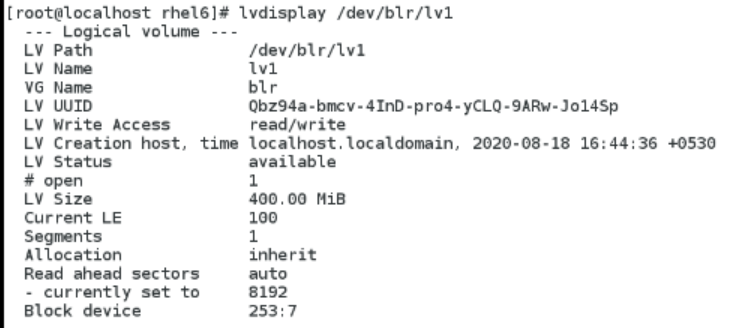 [root@localhost rhel6]# lvdisplay /dev/blr/lv1
--- Logical volume ---
LV Path /dev/blr/lv1
LV Name lv1
VG Name blr
LV UUID Qbz94a-bmcv-4InD-pro4-yCLQ-9ARw-Jo14Sp
LV Write Access read/write
LV Creation host, time localhost.localdomain, 2020-08-18 16:44:36 +0530
LV Status available
# open 1
LV Size 400.00 MiB
Current LE 100
Segments 1
Allocation inherit
Read ahead sectors auto
- currently set to 8192
Block device 253:7